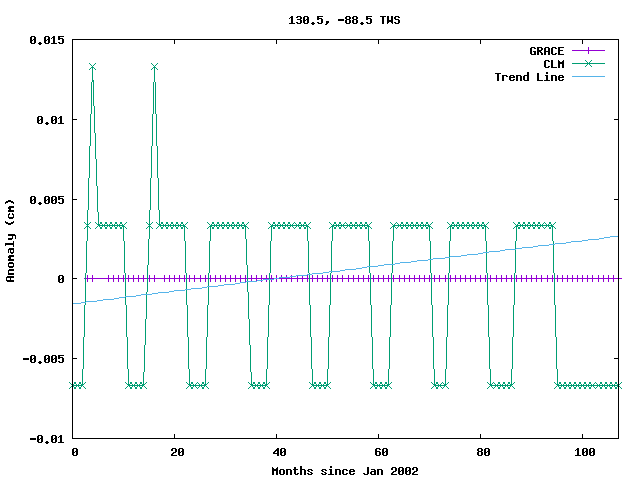 130.5, -88.5 TWS
GRACE
CLM
Trend Line
0.015
0.01
0.005
0
-0.005
-0.01
Anomaly (cm)
0 20 40 60 80 100
Months since Jan 2002